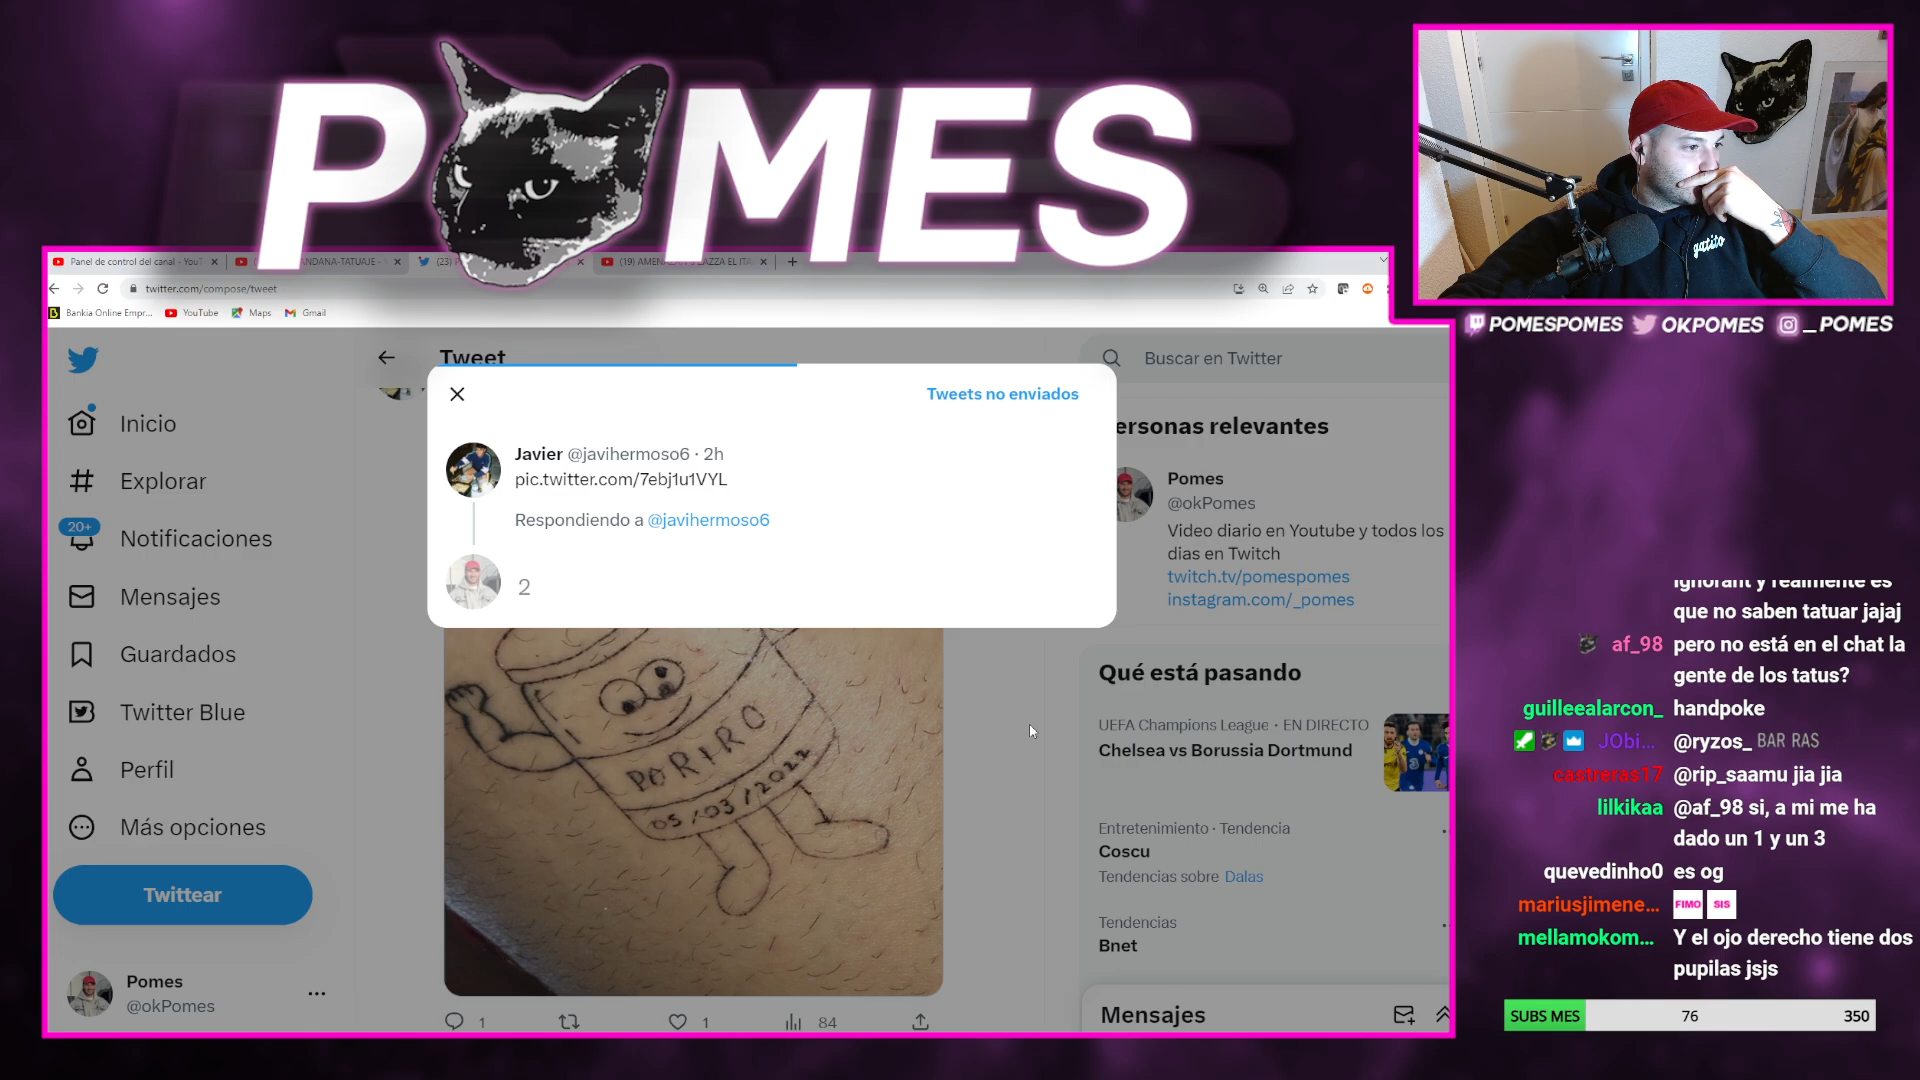 POMES
Panel de control del canal - YouT
ANDANA-TATUAJE -
(23)
(19) AMEN
AZZA EL ITA
twitter.com/compose/tweet
Bankia Online Empr...
YouTube
Maps
Gmail
Tweet
Buscar en Twitter
Inicio
Explorar
20+
Notificaciones
Mensajes
Guardados
Twitter Blue
Perfil
Más opciones
Twittear
Pomes
@okPomes
Tweets no enviados
Javier @javihermoso6 · 2h
pic.twitter.com/7ebj1u1VYL
Respondiendo a @javihermoso6
2
PORIRO
05/03/2022
1
1
84
ersonas relevantes
Pomes
@okPomes
Video diario en Youtube y todos los
dias en Twitch
twitch.tv/pomespomes
instagram.com/_pomes
Qué está pasando
UEFA Champions League · EN DIRECTO
Chelsea vs Borussia Dortmund
Entretenimiento · Tendencia
Coscu
Tendencias sobre Dalas
Tendencias
Bnet
Mensajes
gatito
POMESPOMES OKPOMES _POMES
ignorant y realmente es
que no saben tatuar jajaj
af_98 pero no está en el chat la
gente de los tatus?
guilleealarcon_ handpoke
JObi... @ryzos_ BAR RAS
castreras17 @rip_saamu jia jia
lilkikaa @af_98 si, a mi me ha
dado un 1 y un 3
quevedinho0 es og
mariusjimene... FIMO SIS
mellamokom... Y el ojo derecho tiene dos
pupilas jsjs
SUBS MES 76 350